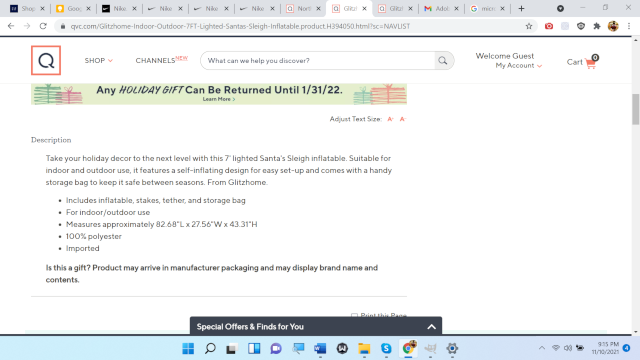 Shop
Goog
Nike
Nike
Nike
Nike
North
Glitzh
Glitzh
Adob
micro
qvc.com/Glitzhome-Indoor-Outdoor-7FT-Lighted-Santas-Sleigh-Inflatable.product.H394050.html?sc=NAVLIST
Q
SHOP
CHANNELS NEW
What can we help you discover?
Welcome Guest
My Account
Cart 0
Any HOLIDAY GIFT Can Be Returned Until 1/31/22.
Learn More >
Adjust Text Size: A+ A-
Description
Take your holiday decor to the next level with this 7' lighted Santa's Sleigh inflatable. Suitable for
indoor and outdoor use, it features a self-inflating design for easy set-up and comes with a handy
storage bag to keep it safe between seasons. From Glitzhome.
• Includes inflatable, stakes, tether, and storage bag
• For indoor/outdoor use
• Measures approximately 82.68"L x 27.56"W x 43.31"H
• 100% polyester
• Imported
Is this a gift? Product may arrive in manufacturer packaging and may display brand name and
contents.
Print this Page
Special Offers & Finds for You
9:15 PM
11/10/2021